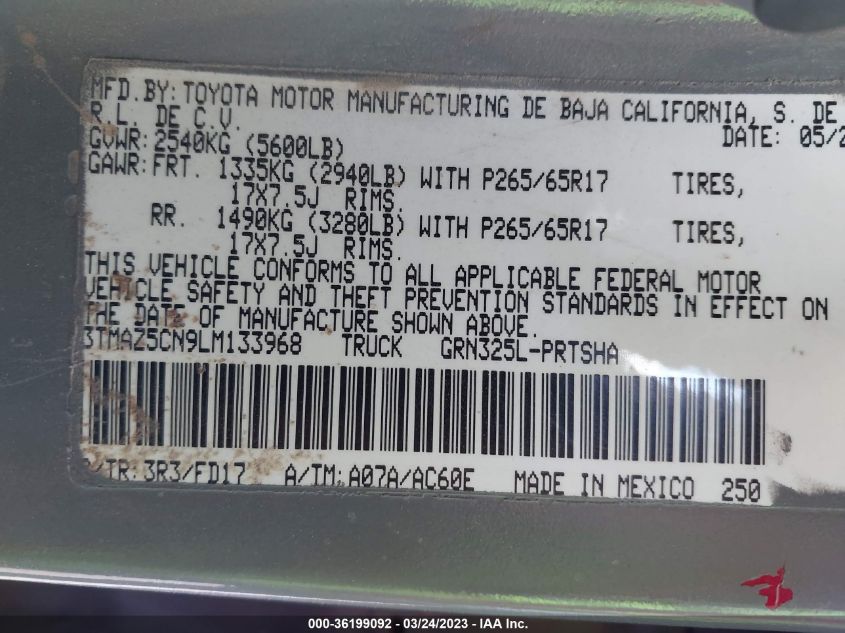 MFD.BY:TOYOTA MOTOR MANUFACTURING DE BAJA CALIFORNIA, S. DE
R.L. DE C.V. DATE: 05/2
GVWR:2540KG (5600LB)
GAWR:FRT. 1335KG (2940LB) WITH P265/65R17 TIRES,
17X7.5J RIMS.
RR. 1490KG (3280LB) WITH P265/65R17 TIRES,
17X7.5J RIMS.
THIS VEHICLE CONFORMS TO ALL APPLICABLE FEDERAL MOTOR
VEHICLE SAFETY AND THEFT PREVENTION STANDARDS IN EFFECT ON
THE DATE OF MANUFACTURE SHOWN ABOVE.
3TMAZ5CN9LM133968 TRUCK GRN325L-PRTSHA
/TR:3R3/FD17 A/TM:A07A/AC60E MADE IN MEXICO 250
000-36199092 - 03/24/2023 - IAA Inc.